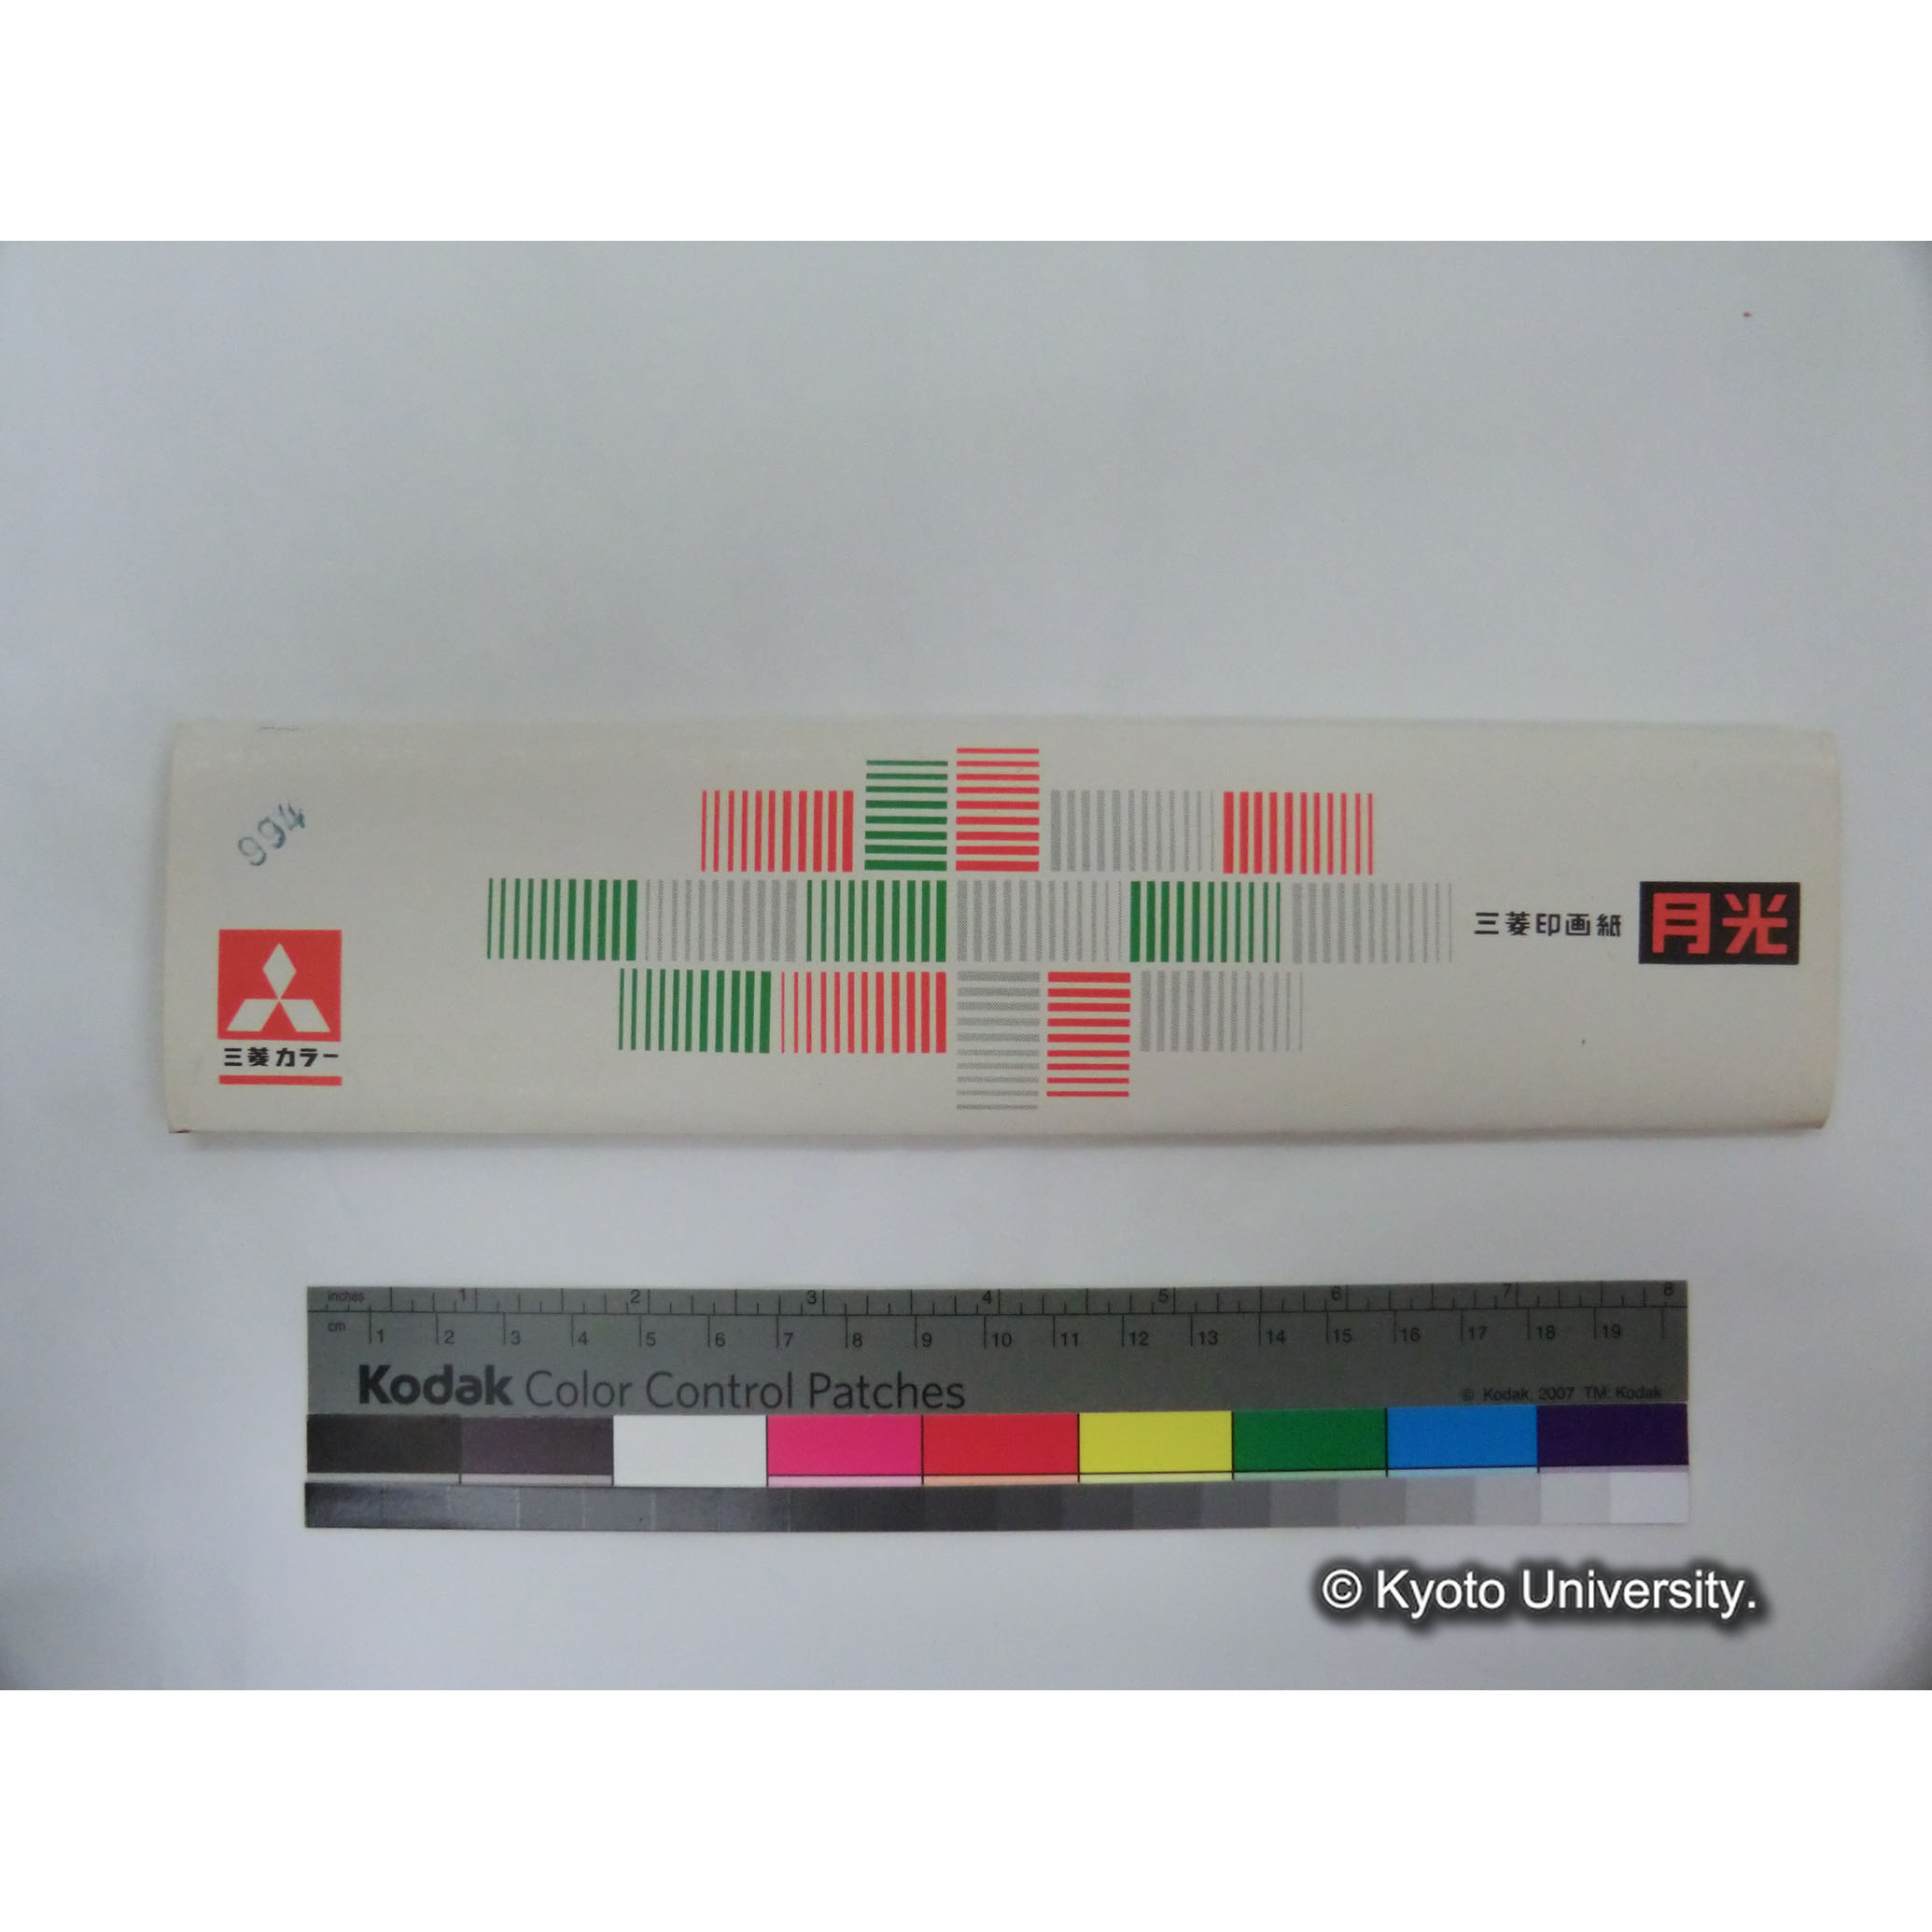 994
三菱カラー
三菱印画紙 月光
inches 1 2 3 4 5 6 7 8
cm 1 2 3 4 5 6 7 8 9 10 11 12 13 14 15 16 17 18 19
Kodak Color Control Patches
© Kodak, 2007 TM: Kodak
© Kyoto University.